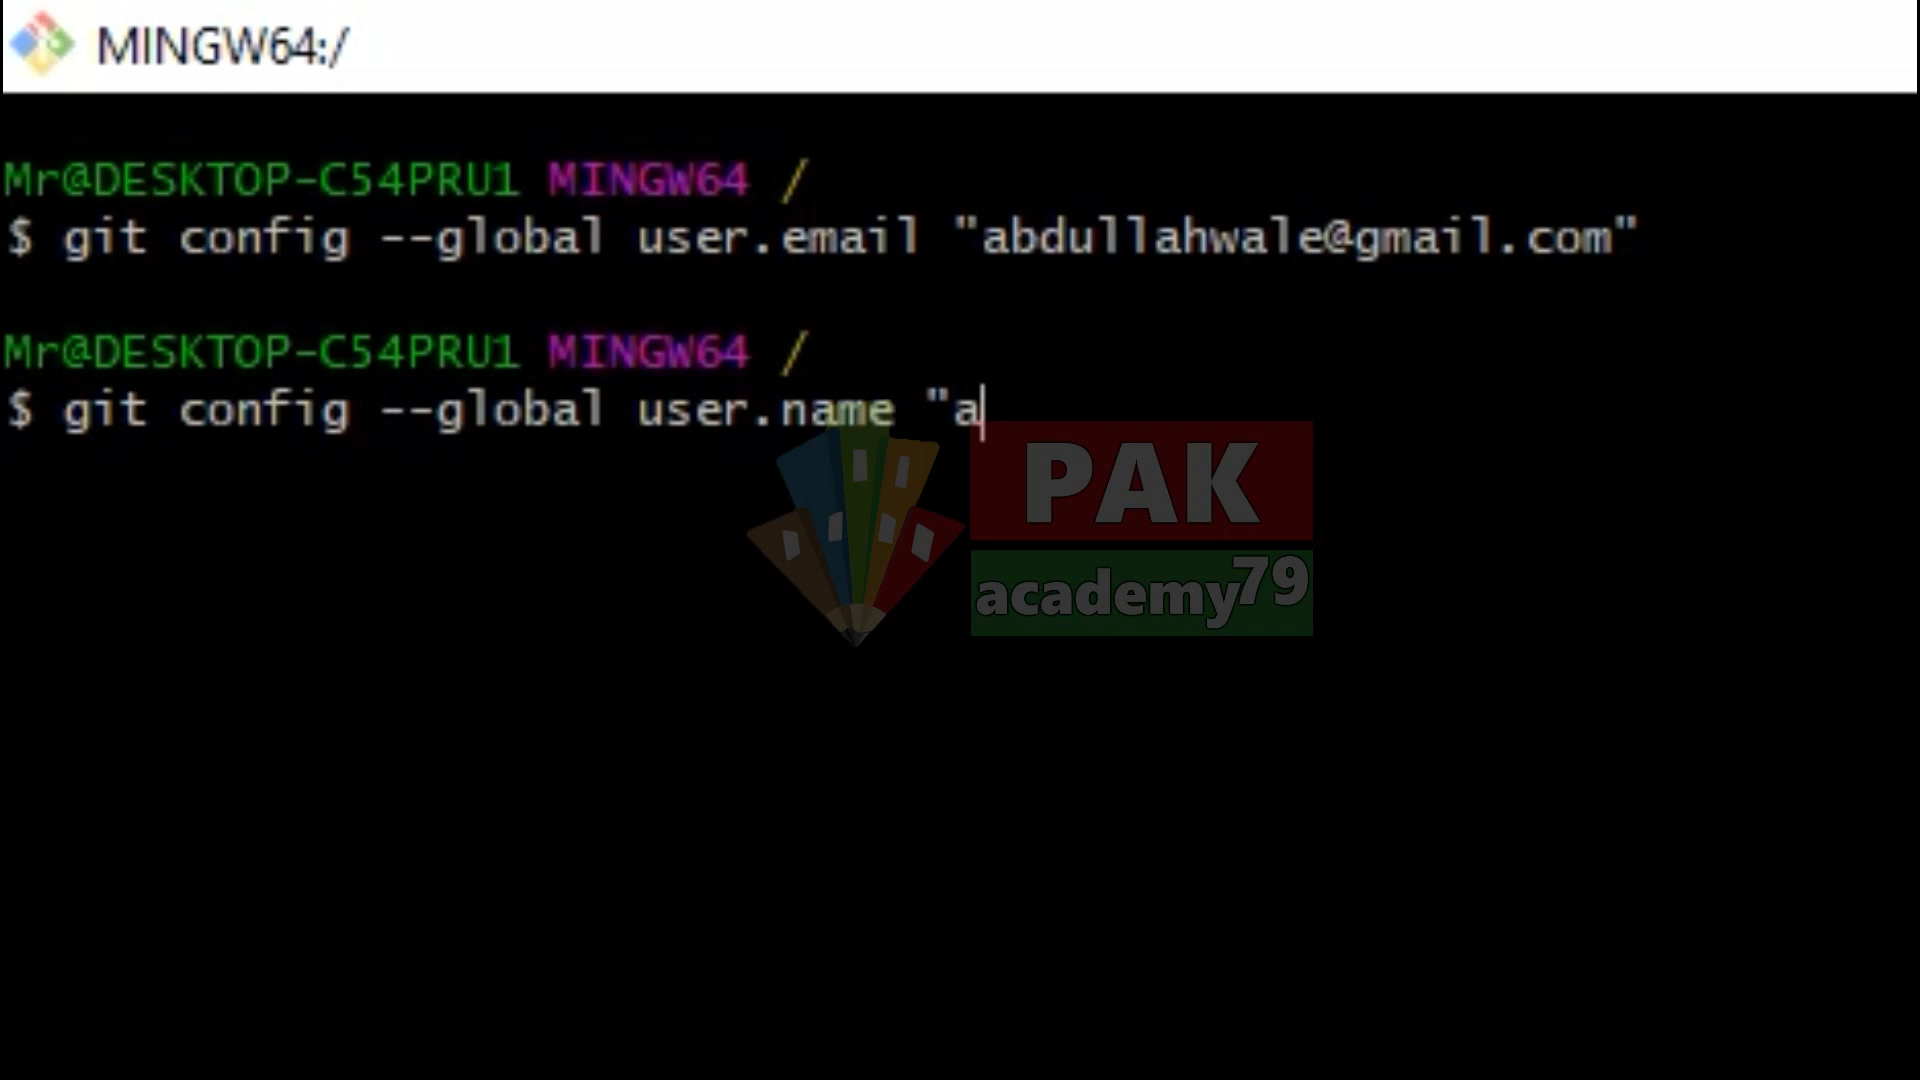 MINGW64:/
Mr@DESKTOP-C54PRU1 MINGW64 /
$ git config --global user.email "abdullahwale@gmail.com"
Mr@DESKTOP-C54PRU1 MINGW64 /
$ git config --global user.name "a
PAK
academy79